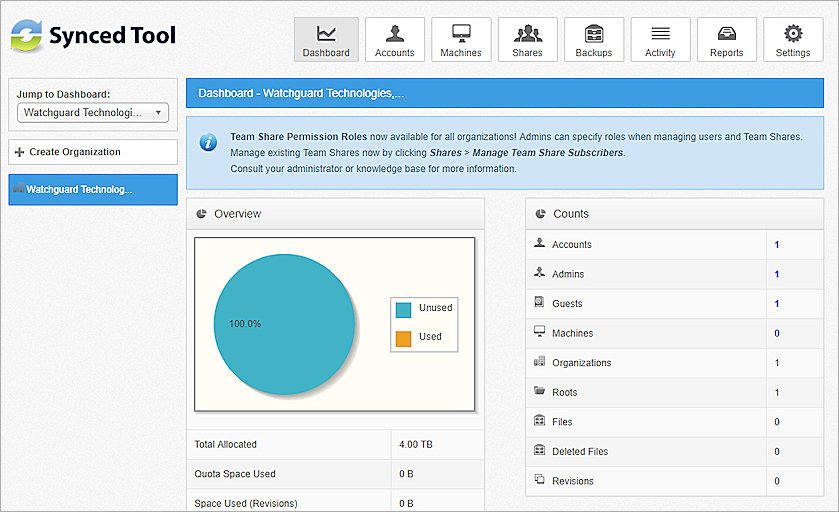 Synced Tool
Dashboard
Accounts
Machines
Shares
Backups
Activity
Reports
Settings
Jump to Dashboard:
Watchguard Technologi...
Create Organization
Watchguard Technolog...
Dashboard - Watchguard Technologies,...
Team Share Permission Roles now available for all organizations! Admins can specify roles when managing users and Team Shares.
Manage existing Team Shares now by clicking Shares > Manage Team Share Subscribers.
Consult your administrator or knowledge base for more information.
Overview
100.0%
Unused
Used
Total Allocated 4.00 TB
Quota Space Used 0 B
Space Used (Revisions) 0 B
Counts
Accounts 1
Admins 1
Guests 1
Machines 0
Organizations 1
Roots 1
Files 0
Deleted Files 0
Revisions 0